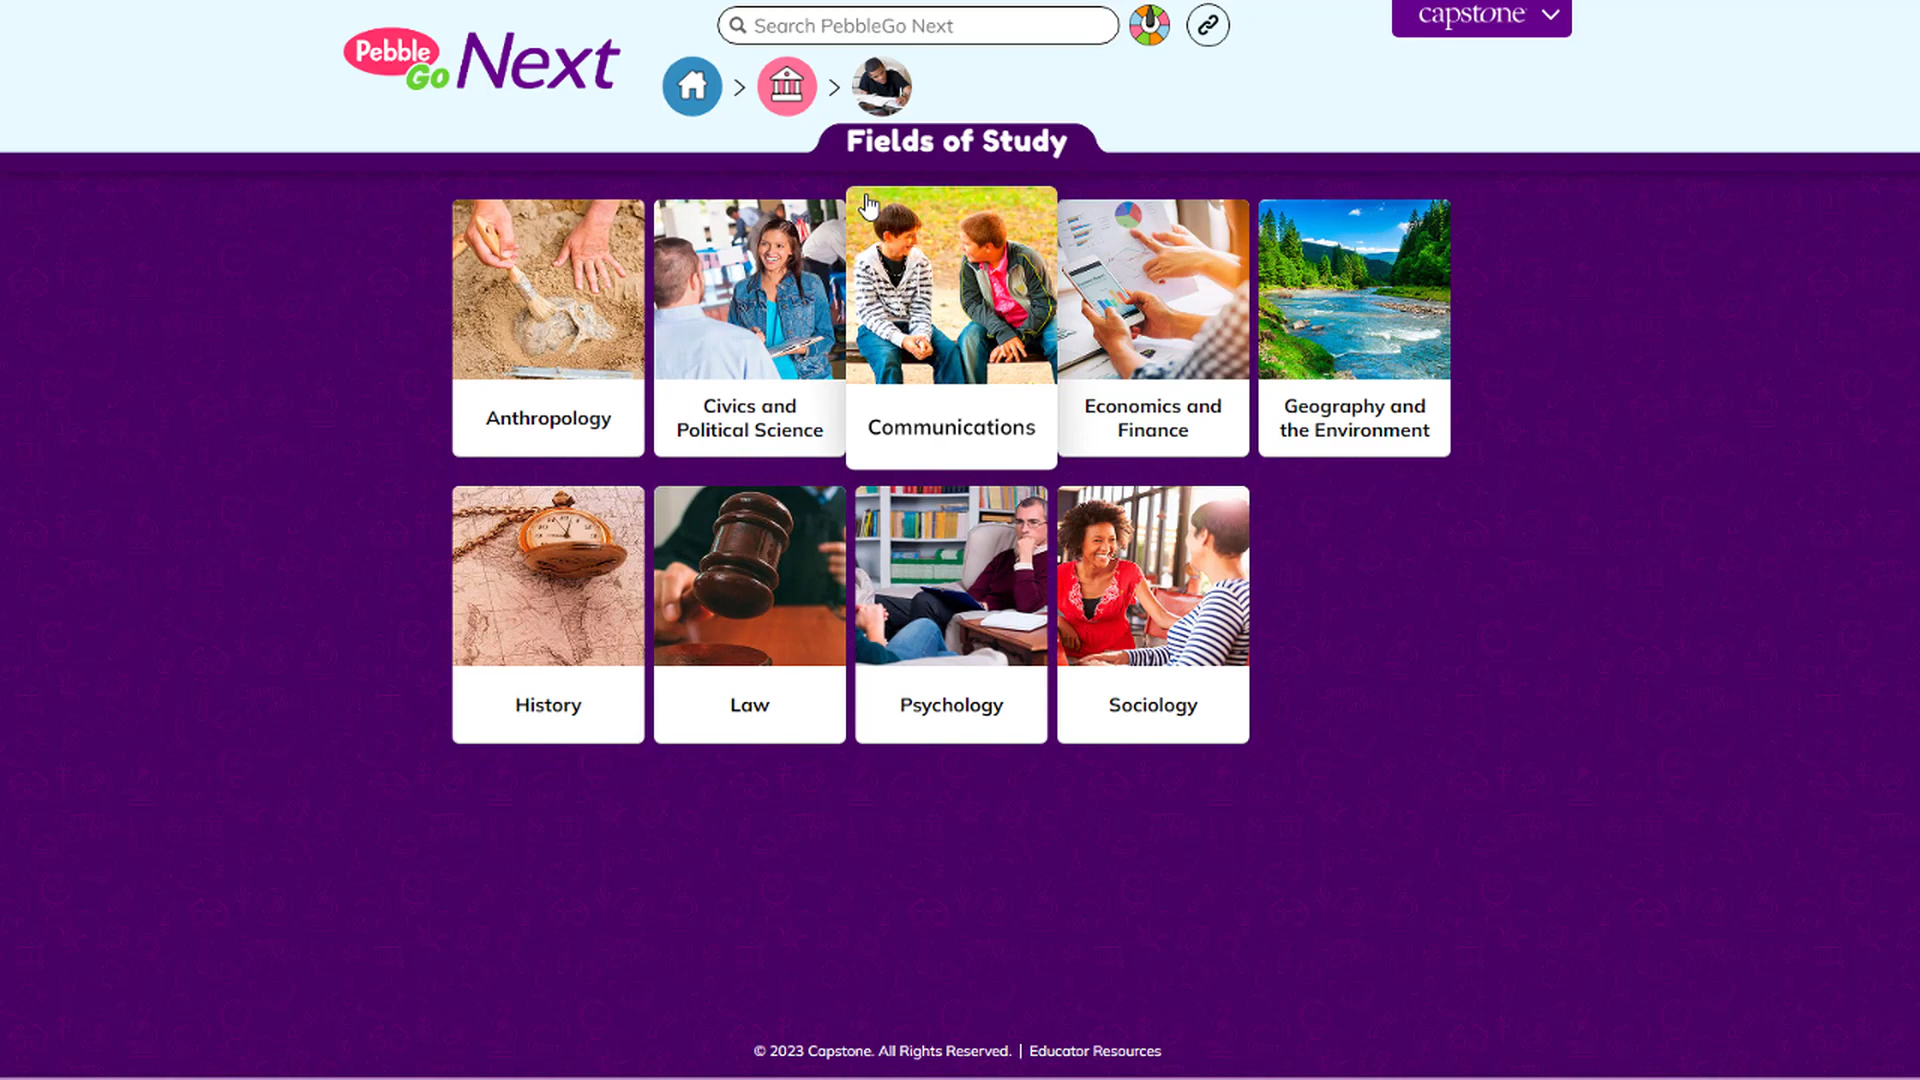 Pebble Go Next
Search PebbleGo Next
capstone
Fields of Study
Anthropology
Civics and
Political Science
Communications
Economics and
Finance
Geography and
the Environment
History
Law
Psychology
Sociology
© 2023 Capstone. All Rights Reserved. | Educator Resources